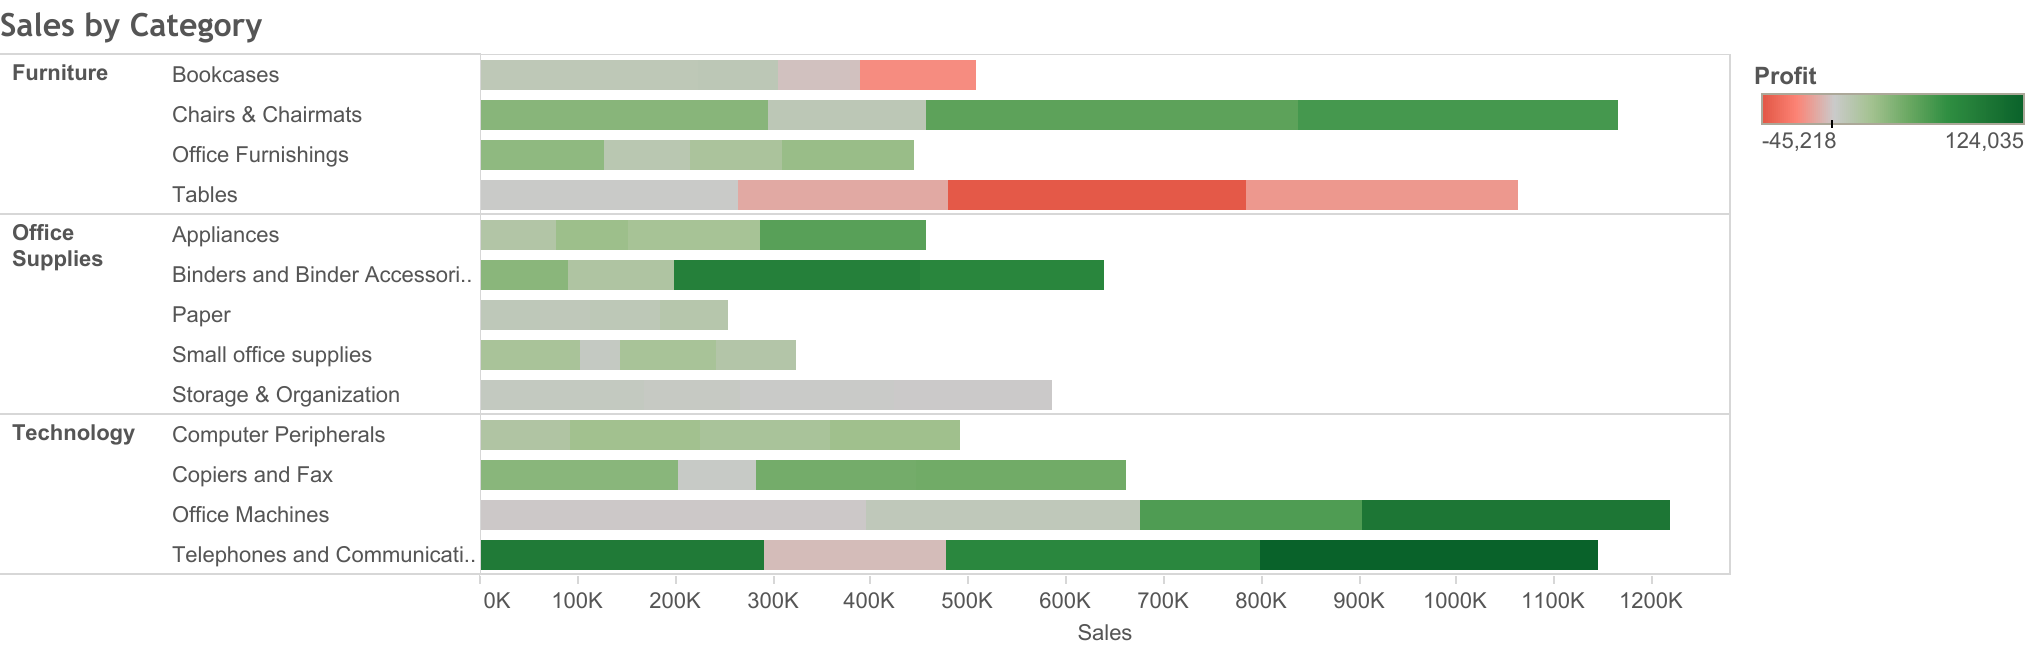 Sales by Category
Furniture
Bookcases
Chairs & Chairmats
Office Furnishings
Tables
Office
Supplies
Appliances
Binders and Binder Accessori..
Paper
Small office supplies
Storage & Organization
Technology
Computer Peripherals
Copiers and Fax
Office Machines
Telephones and Communicati..
0K 100K 200K 300K 400K 500K 600K 700K 800K 900K 1000K 1100K 1200K
Sales
Profit
-45,218 124,035